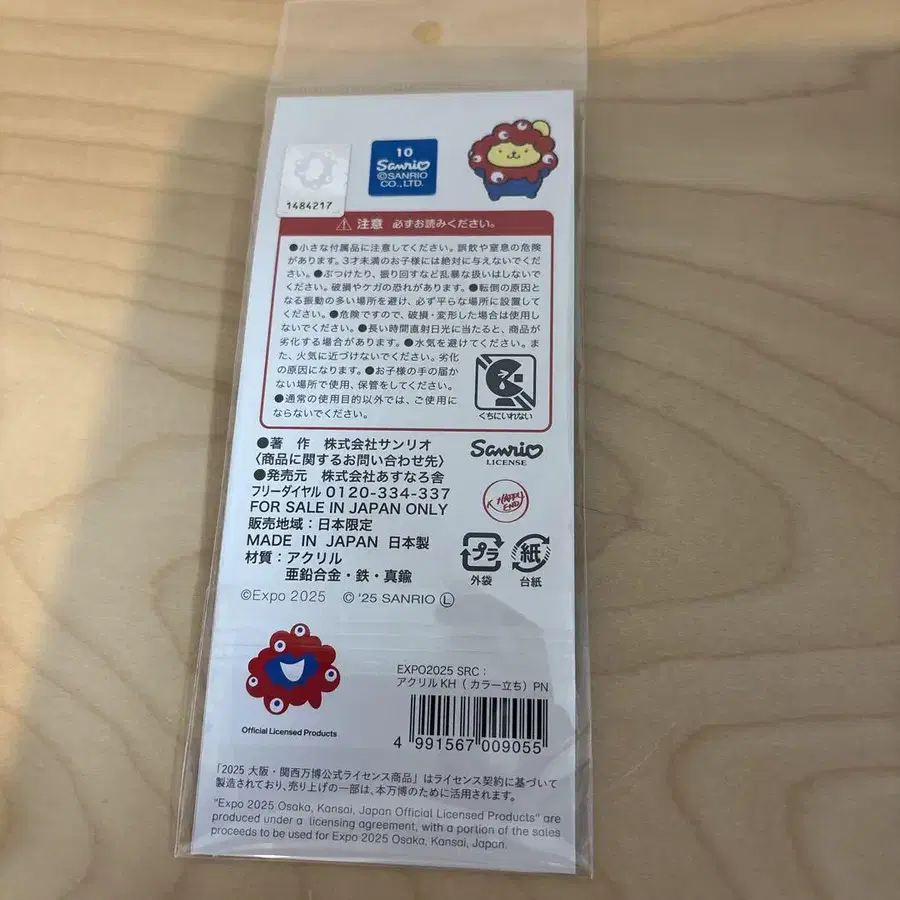 1484217
10
Sanrio
©SANRIO
CO.,LTD.
⚠ 注意 必ずお読みください。
●小さな付属品に注意してください。誤飲や窒息の危険
があります。3才未満のお子様には絶対に与えないでくだ
さい。●ぶつけたり、振り回すなど乱暴な扱いはしないで
ください。破損やケガの恐れがあります。●転倒の原因と
なる振動の多い場所を避け、必ず平らな場所に設置して
ください。●危険ですので、破損・変形した場合は使用し
ないでください。●長い時間直射日光に当たると、商品が
劣化する場合があります。●水気を避けてください。ま
た、火気に近づけないでください。劣化
の原因になります。●お子様の手の届か
ない場所で使用、保管をしてください。
●通常の使用目的以外では、ご使用に
ならないでください。
くちにいれない
●著 作 株式会社サンリオ
〈商品に関するお問い合わせ先〉
●発売元 株式会社あすなろ舎
フリーダイヤル 0120-334-337
FOR SALE IN JAPAN ONLY
販売地域：日本限定
MADE IN JAPAN 日本製
材質：アクリル
亜鉛合金・鉄・真鍮
©Expo 2025 © '25 SANRIO Ⓛ
Sanrio
LICENSE
プラ
外袋
紙
台紙
Official Licensed Products
EXPO2025 SRC：
アクリルKH（カラー立ち）PN
4 991567 009055
「2025 大阪・関西万博公式ライセンス商品」はライセンス契約に基づいて
製造されており、売り上げの一部は、本万博のために活用されます。
"Expo 2025 Osaka, Kansai, Japan Official Licensed Products" are
produced under a licensing agreement, with a portion of the sales
proceeds to be used for Expo 2025 Osaka, Kansai, Japan.